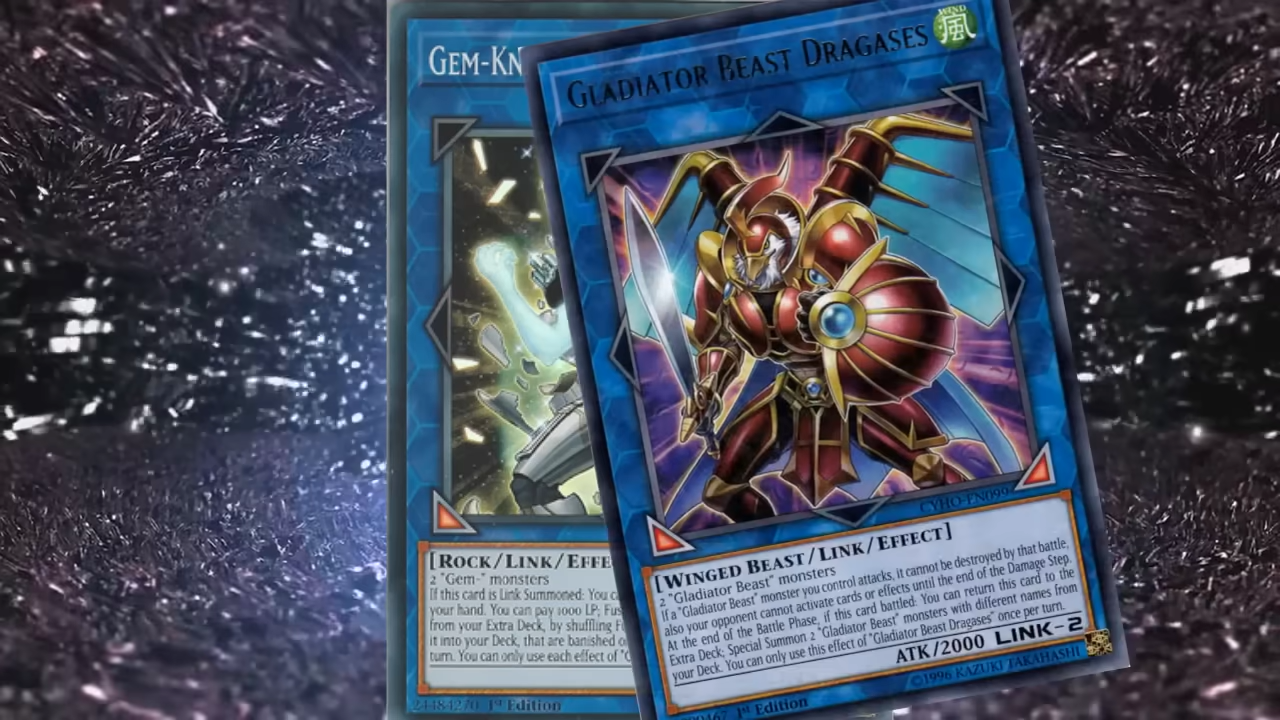 GEM-KN
[ROCK/LINK/EFFE
2 "Gem-" monsters
If this card is Link Summoned: You c
your hand. You can pay 1000 LP; Fus
from your Extra Deck, by shuffling F
it into your Deck, that are banished o
turn. You can only use each effect of "G
24484270 1st Edition
GLADIATOR BEAST DRAGASES
WIND
風
CYHO-EN099
[WINGED BEAST/LINK/EFFECT]
2 "Gladiator Beast" monsters
If a "Gladiator Beast" monster you control attacks, it cannot be destroyed by that battle,
also your opponent cannot activate cards or effects until the end of the Damage Step.
At the end of the Battle Phase, if this card battled: You can return this card to the
Extra Deck; Special Summon 2 "Gladiator Beast" monsters with different names from
your Deck. You can only use this effect of "Gladiator Beast Dragases" once per turn.
ATK/2000 LINK-2
1st Edition ©1996 KAZUKI TAKAHASHI